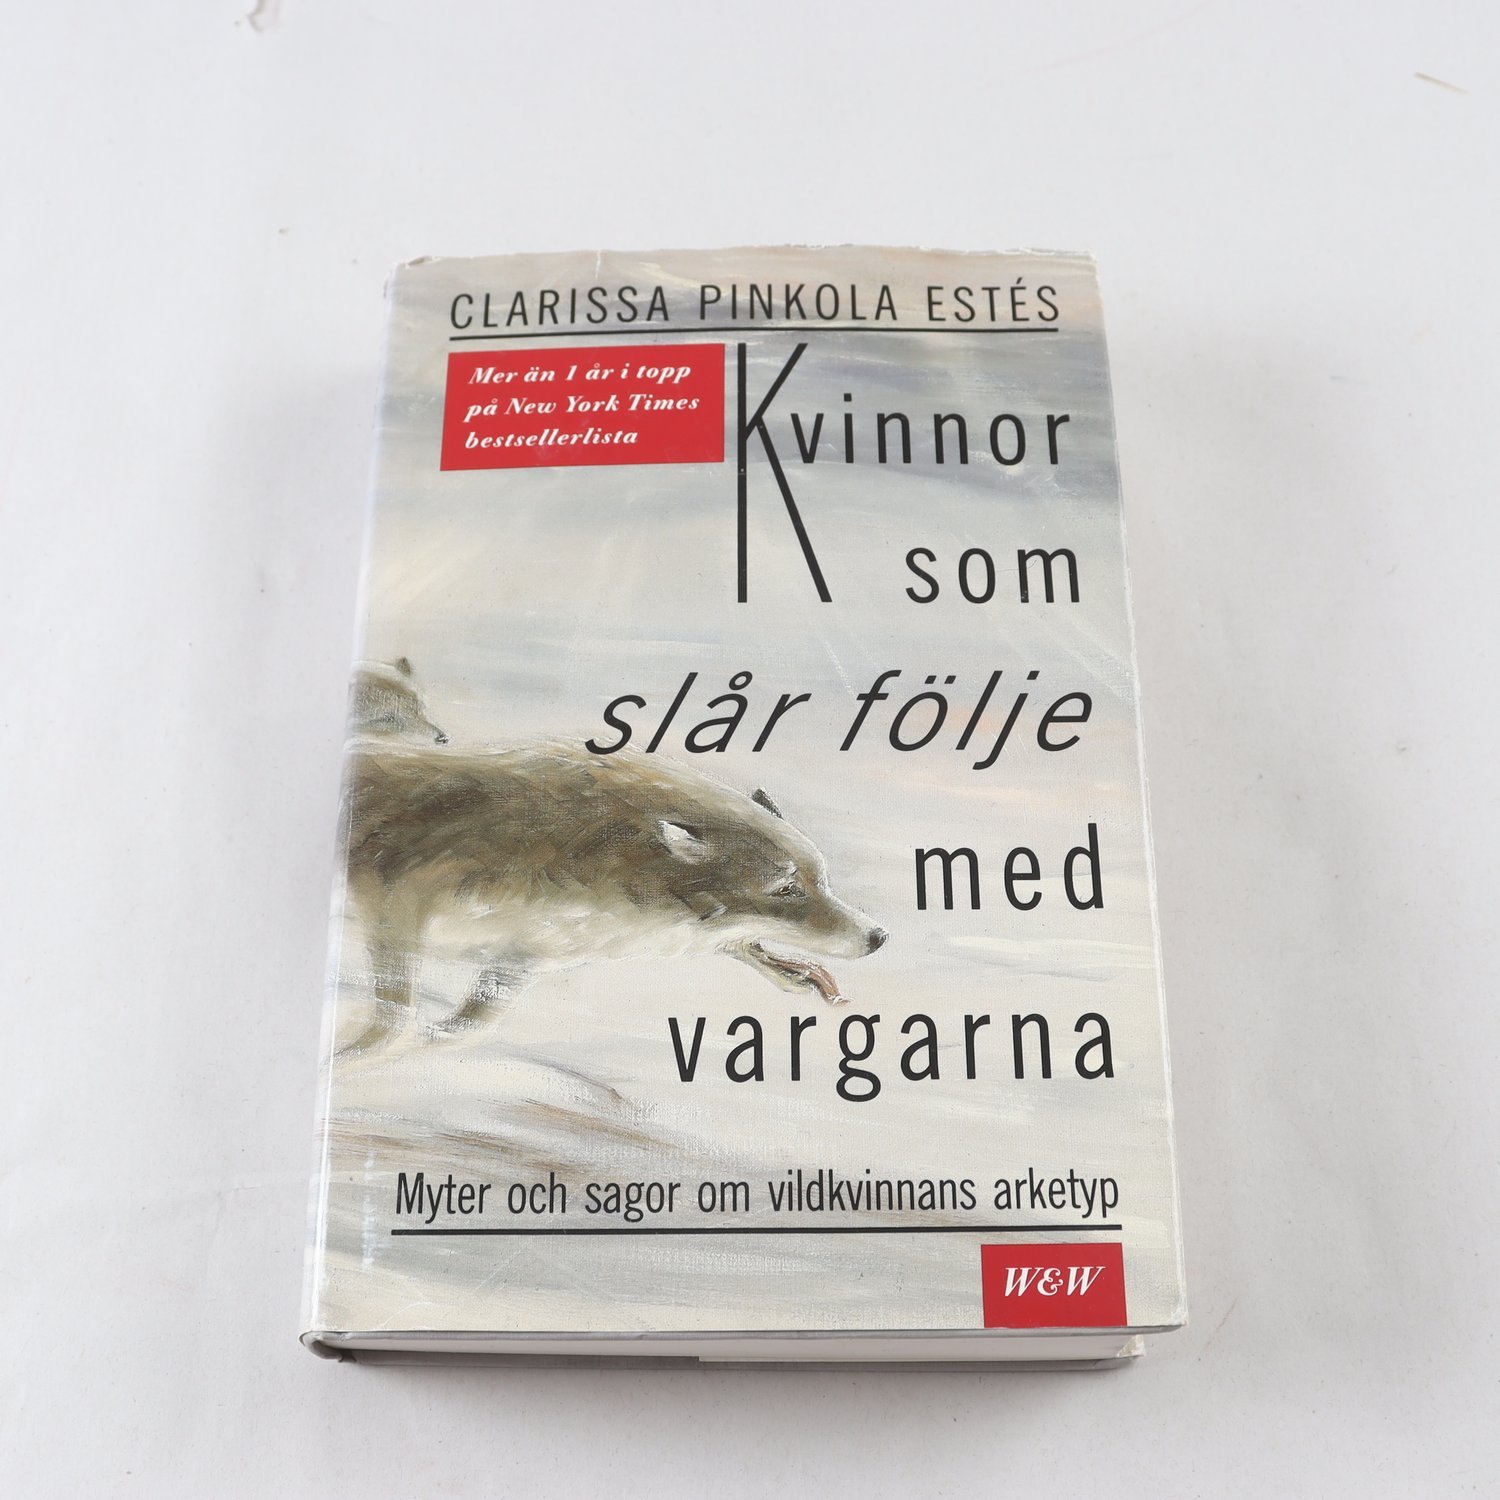 CLARISSA PINKOLA ESTÉS
Mer än 1 år i topp
på New York Times
bestsellerlista
Kvinnor
som
slår följe
med
vargarna
Myter och sagor om vildkvinnans arketyp
W&W